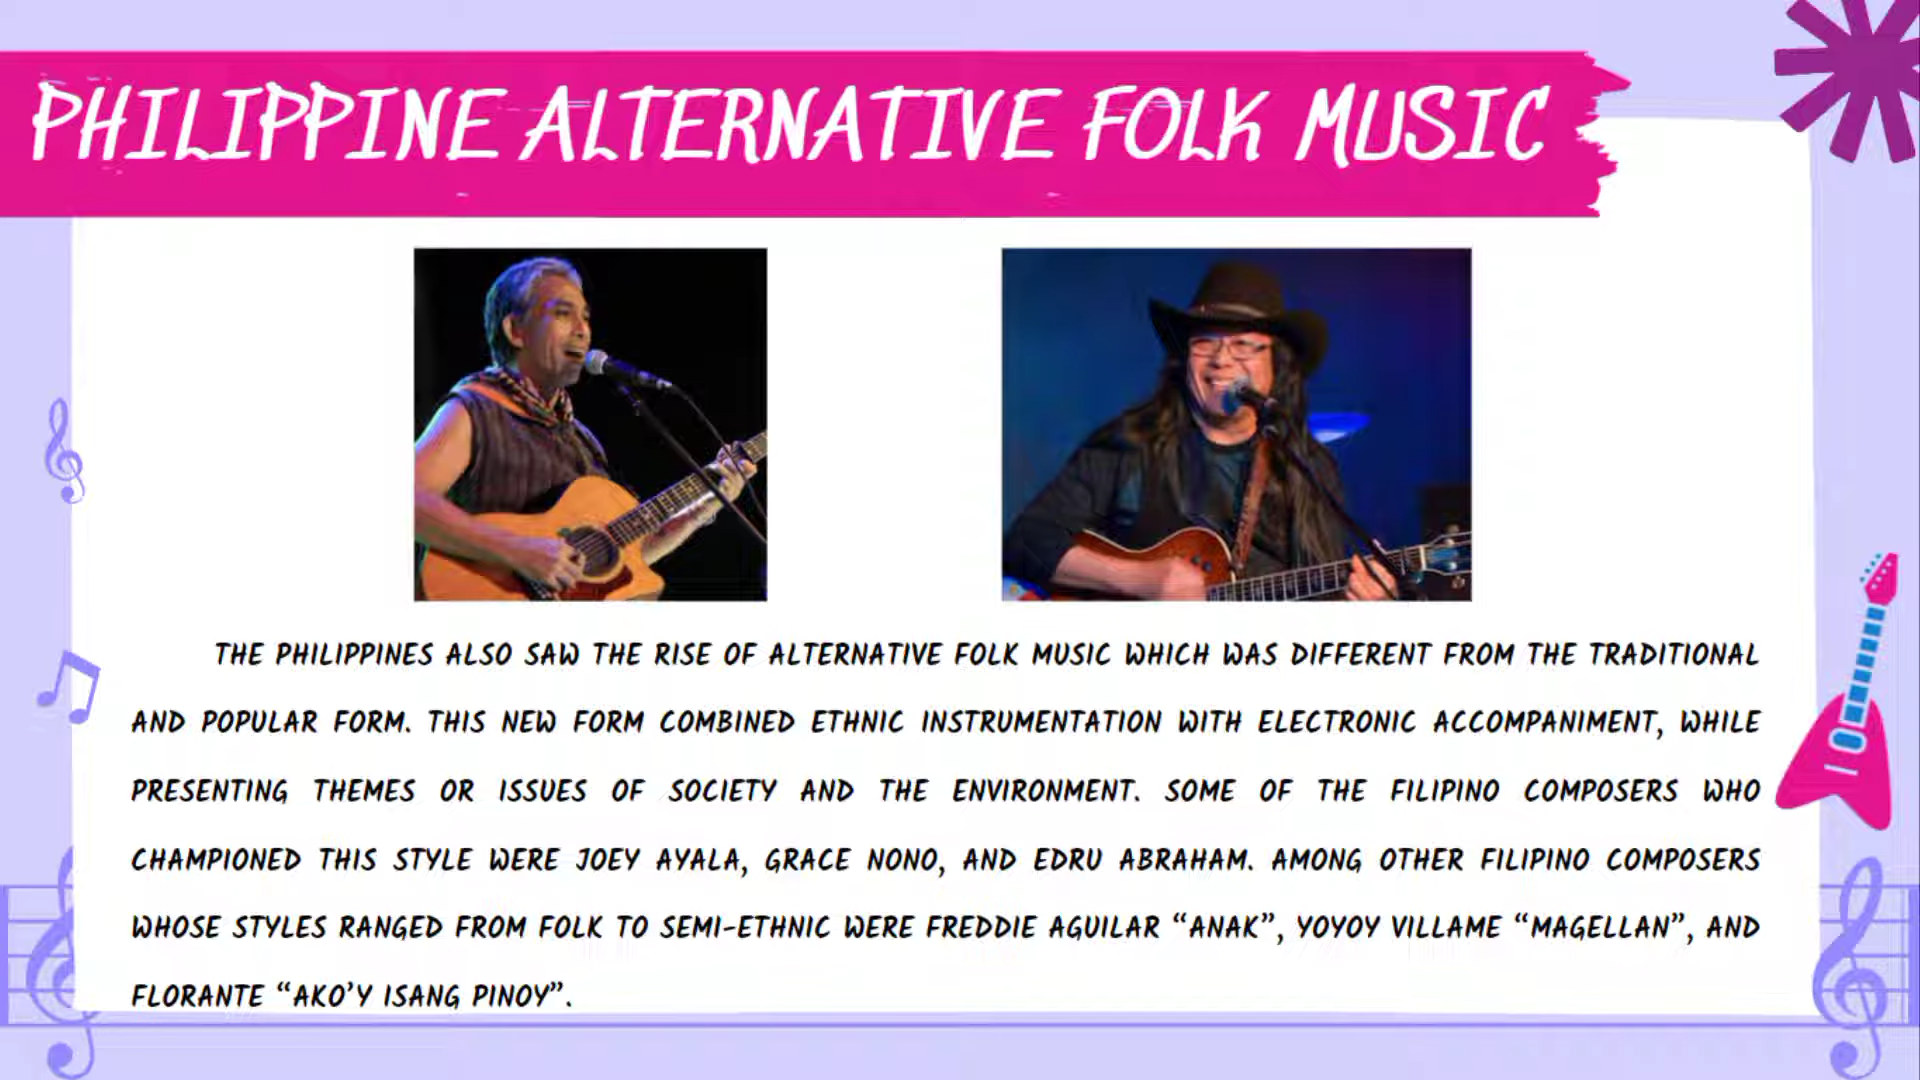 PHILIPPINE ALTERNATIVE FOLK MUSIC
THE PHILIPPINES ALSO SAW THE RISE OF ALTERNATIVE FOLK MUSIC WHICH WAS DIFFERENT FROM THE TRADITIONAL
AND POPULAR FORM. THIS NEW FORM COMBINED ETHNIC INSTRUMENTATION WITH ELECTRONIC ACCOMPANIMENT, WHILE
PRESENTING THEMES OR ISSUES OF SOCIETY AND THE ENVIRONMENT. SOME OF THE FILIPINO COMPOSERS WHO
CHAMPIONED THIS STYLE WERE JOEY AYALA, GRACE NONO, AND EDRU ABRAHAM. AMONG OTHER FILIPINO COMPOSERS
WHOSE STYLES RANGED FROM FOLK TO SEMI-ETHNIC WERE FREDDIE AGUILAR “ANAK”, YOYOY VILLAME “MAGELLAN”, AND
FLORANTE “AKO’Y ISANG PINOY”.